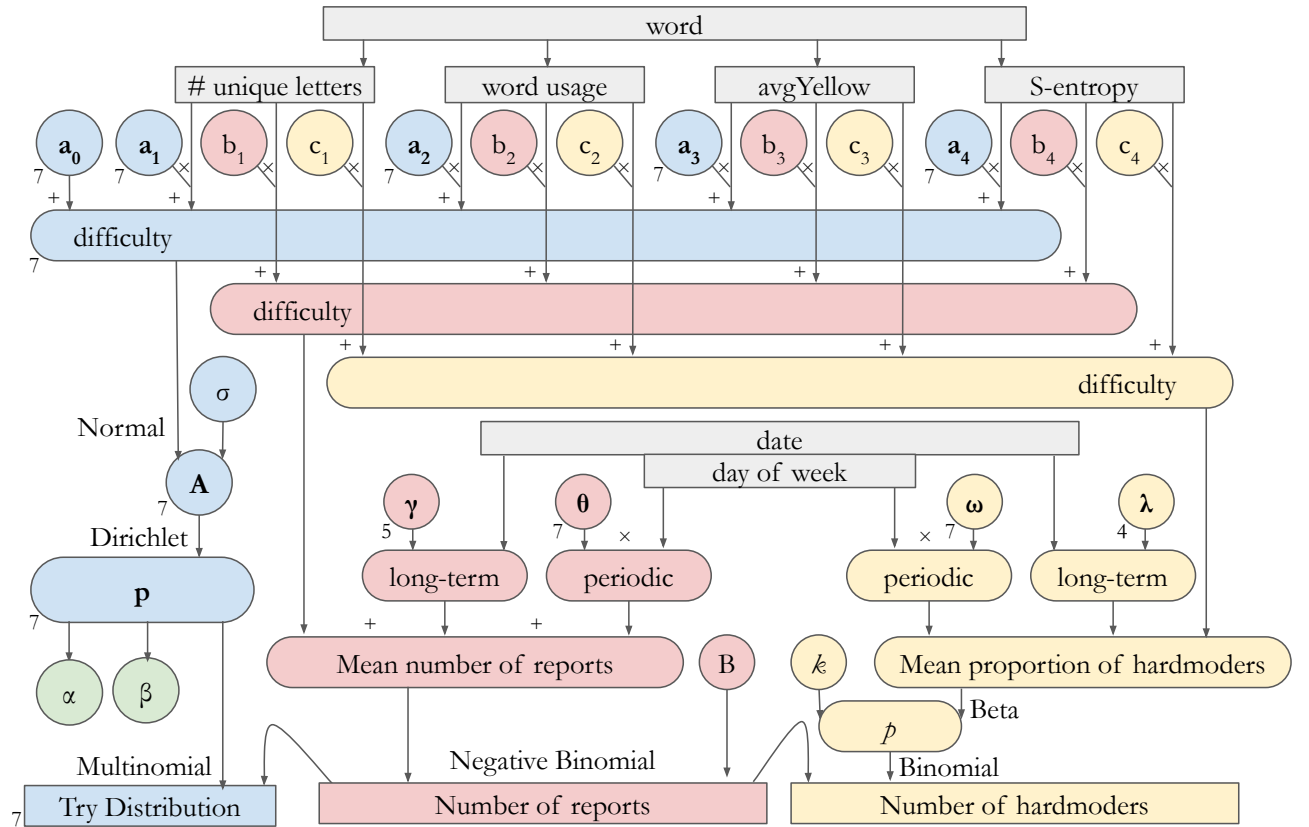 word
# unique letters word usage avgYellow S-entropy
a0 a1 b1 c1 a2 b2 c2 a3 b3 c3 a4 b4 c4
× × × × × × × × × × × ×
7 7 7 7 7
+ + + + +
difficulty
7
+ + + +
difficulty
+ + + +
difficulty
σ
Normal
date
day of week
A
7
γ θ ω λ
5 7 × × 7 4
Dirichlet
long-term periodic periodic long-term
p
7
+ +
Mean number of reports B k Mean proportion of hardmoders
α β
Beta
p
Multinomial Negative Binomial Binomial
Try Distribution Number of reports Number of hardmoders
7